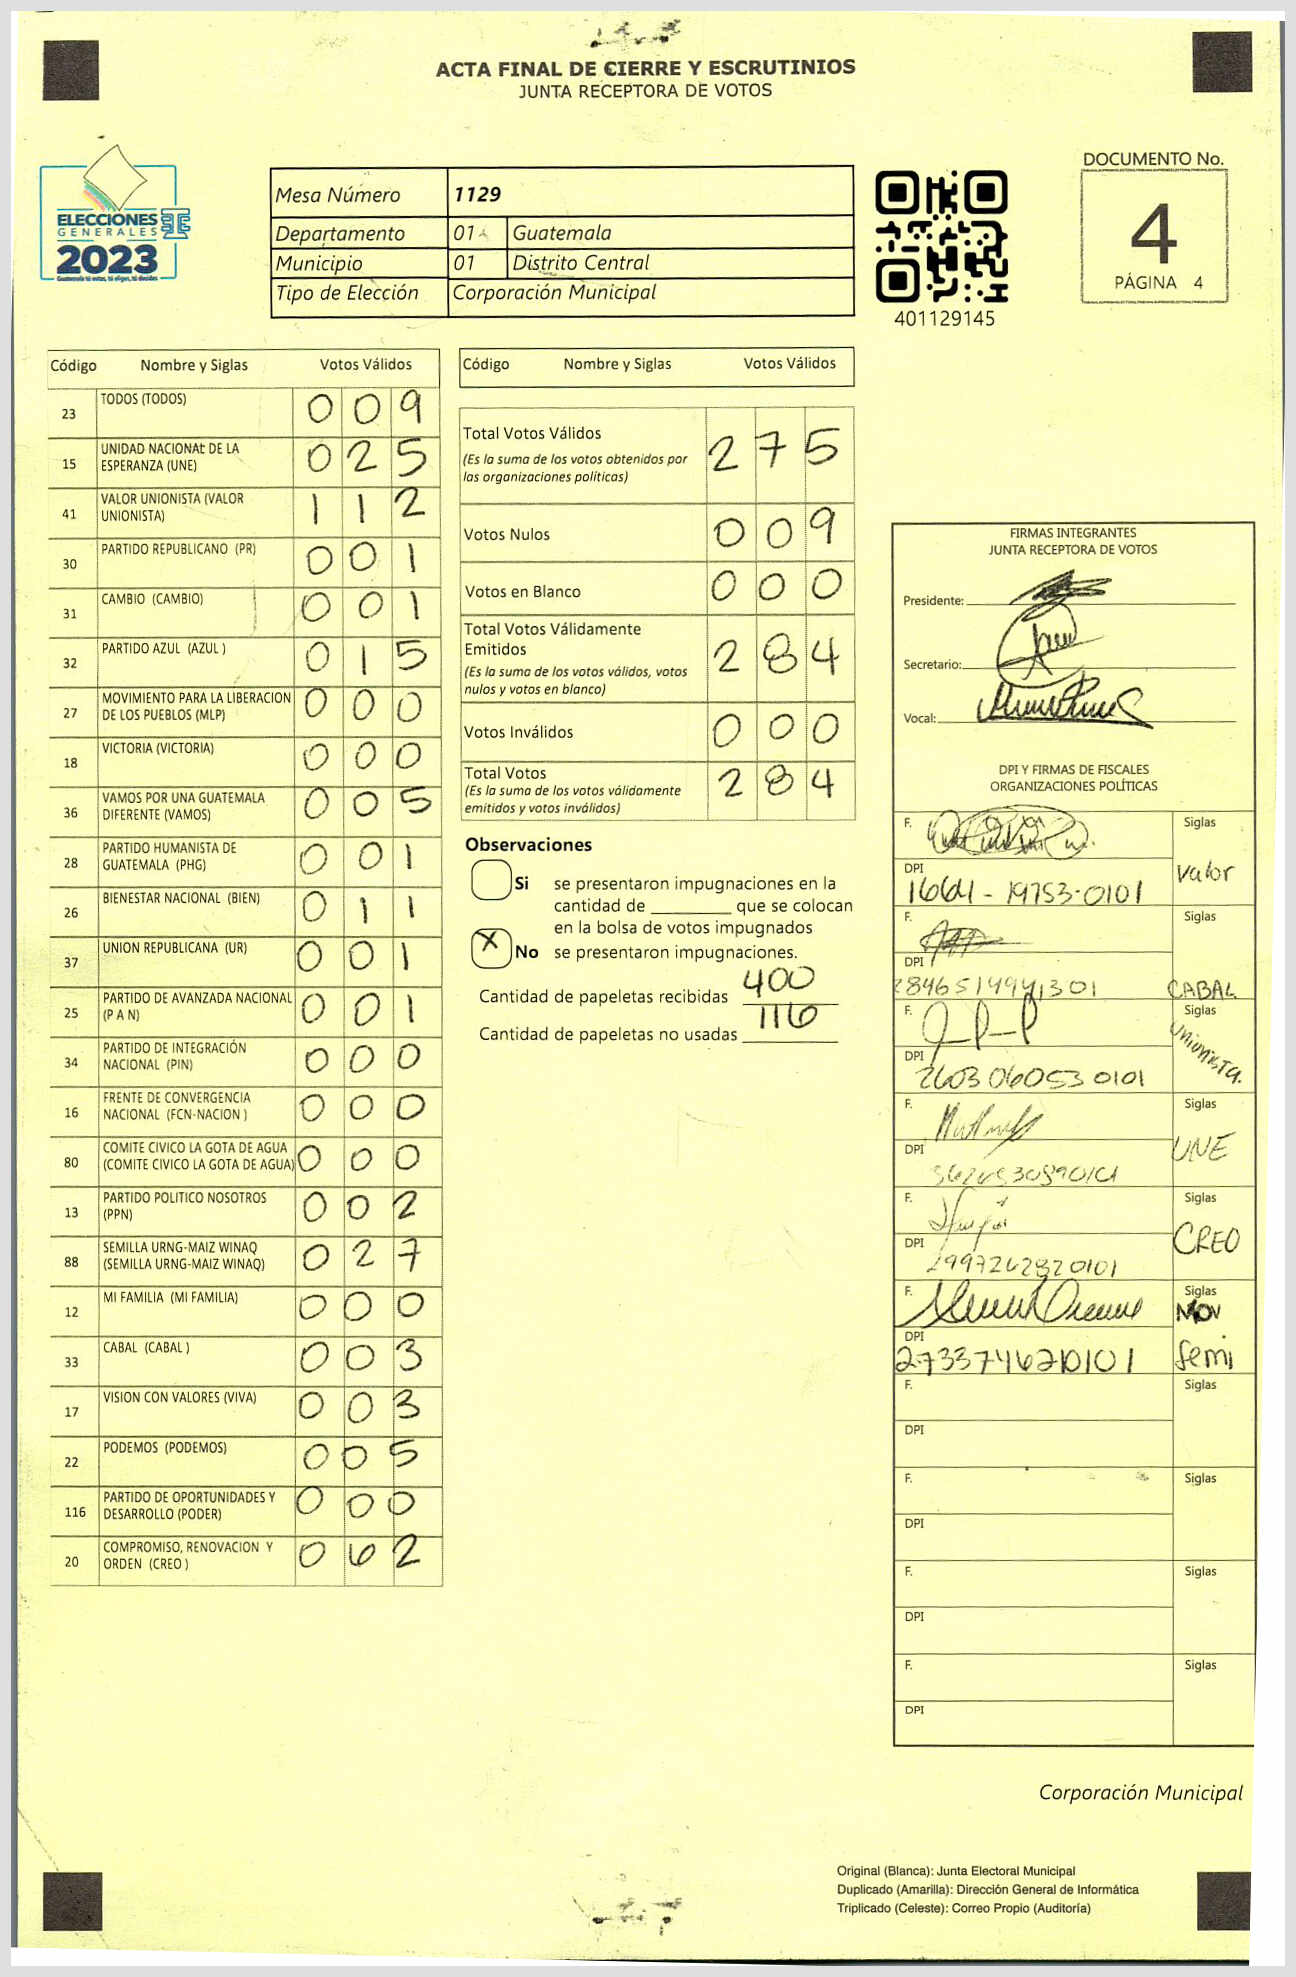 ACTA FINAL DE CIERRE Y ESCRUTINIOS
JUNTA RECEPTORA DE VOTOS
ELECCIONES
GENERALES
2023
Mesa Número 1129
Departamento 01 Guatemala
Municipio 01 Distrito Central
Tipo de Elección Corporación Municipal
401129145
DOCUMENTO No.
4
PÁGINA 4
Código Nombre y Siglas Votos Válidos
23 TODOS (TODOS) 0 0 9
15 UNIDAD NACIONAL DE LA ESPERANZA (UNE) 0 2 5
41 VALOR UNIONISTA (VALOR UNIONISTA) 1 1 2
30 PARTIDO REPUBLICANO (PR) 0 0 1
31 CAMBIO (CAMBIO) 0 0 1
32 PARTIDO AZUL (AZUL ) 0 1 5
27 MOVIMIENTO PARA LA LIBERACION DE LOS PUEBLOS (MLP) 0 0 0
18 VICTORIA (VICTORIA) 0 0 0
36 VAMOS POR UNA GUATEMALA DIFERENTE (VAMOS) 0 0 5
28 PARTIDO HUMANISTA DE GUATEMALA (PHG) 0 0 1
26 BIENESTAR NACIONAL (BIEN) 0 1 1
37 UNION REPUBLICANA (UR) 0 0 1
25 PARTIDO DE AVANZADA NACIONAL (P A N) 0 0 1
34 PARTIDO DE INTEGRACIÓN NACIONAL (PIN) 0 0 0
16 FRENTE DE CONVERGENCIA NACIONAL (FCN-NACION ) 0 0 0
80 COMITE CIVICO LA GOTA DE AGUA (COMITE CIVICO LA GOTA DE AGUA) 0 0 0
13 PARTIDO POLITICO NOSOTROS (PPN) 0 0 2
88 SEMILLA URNG-MAIZ WINAQ (SEMILLA URNG-MAIZ WINAQ) 0 2 7
12 MI FAMILIA (MI FAMILIA) 0 0 0
33 CABAL (CABAL ) 0 0 3
17 VISION CON VALORES (VIVA) 0 0 3
22 PODEMOS (PODEMOS) 0 0 5
116 PARTIDO DE OPORTUNIDADES Y DESARROLLO (PODER) 0 0 0
20 COMPROMISO, RENOVACION Y ORDEN (CREO ) 0 6 2
Código Nombre y Siglas Votos Válidos
Total Votos Válidos 2 7 5
(Es la suma de los votos obtenidos por
las organizaciones políticas)
Votos Nulos 0 0 9
Votos en Blanco 0 0 0
Total Votos Válidamente
Emitidos 2 8 4
(Es la suma de los votos válidos, votos
nulos y votos en blanco)
Votos Inválidos 0 0 0
Total Votos 2 8 4
(Es la suma de los votos válidamente
emitidos y votos inválidos)
Observaciones
Si se presentaron impugnaciones en la
cantidad de ________ que se colocan
en la bolsa de votos impugnados
X No se presentaron impugnaciones.
Cantidad de papeletas recibidas 400
Cantidad de papeletas no usadas 116
FIRMAS INTEGRANTES
JUNTA RECEPTORA DE VOTOS
Presidente:
Secretario:
Vocal:
DPI Y FIRMAS DE FISCALES
ORGANIZACIONES POLÍTICAS
F. Siglas
DPI Valor
1664-19753-0101
F. Siglas
DPI CABAL
F. Siglas
DPI Unionista.
2603060530101
F. Siglas
DPI UNE
F. Siglas
DPI CREO
F. Siglas
MOV
DPI Semi
2733746210101
F. Siglas
DPI
F. Siglas
DPI
F. Siglas
DPI
F. Siglas
DPI
Corporación Municipal
Original (Blanca): Junta Electoral Municipal
Duplicado (Amarilla): Dirección General de Informática
Triplicado (Celeste): Correo Propio (Auditoría)